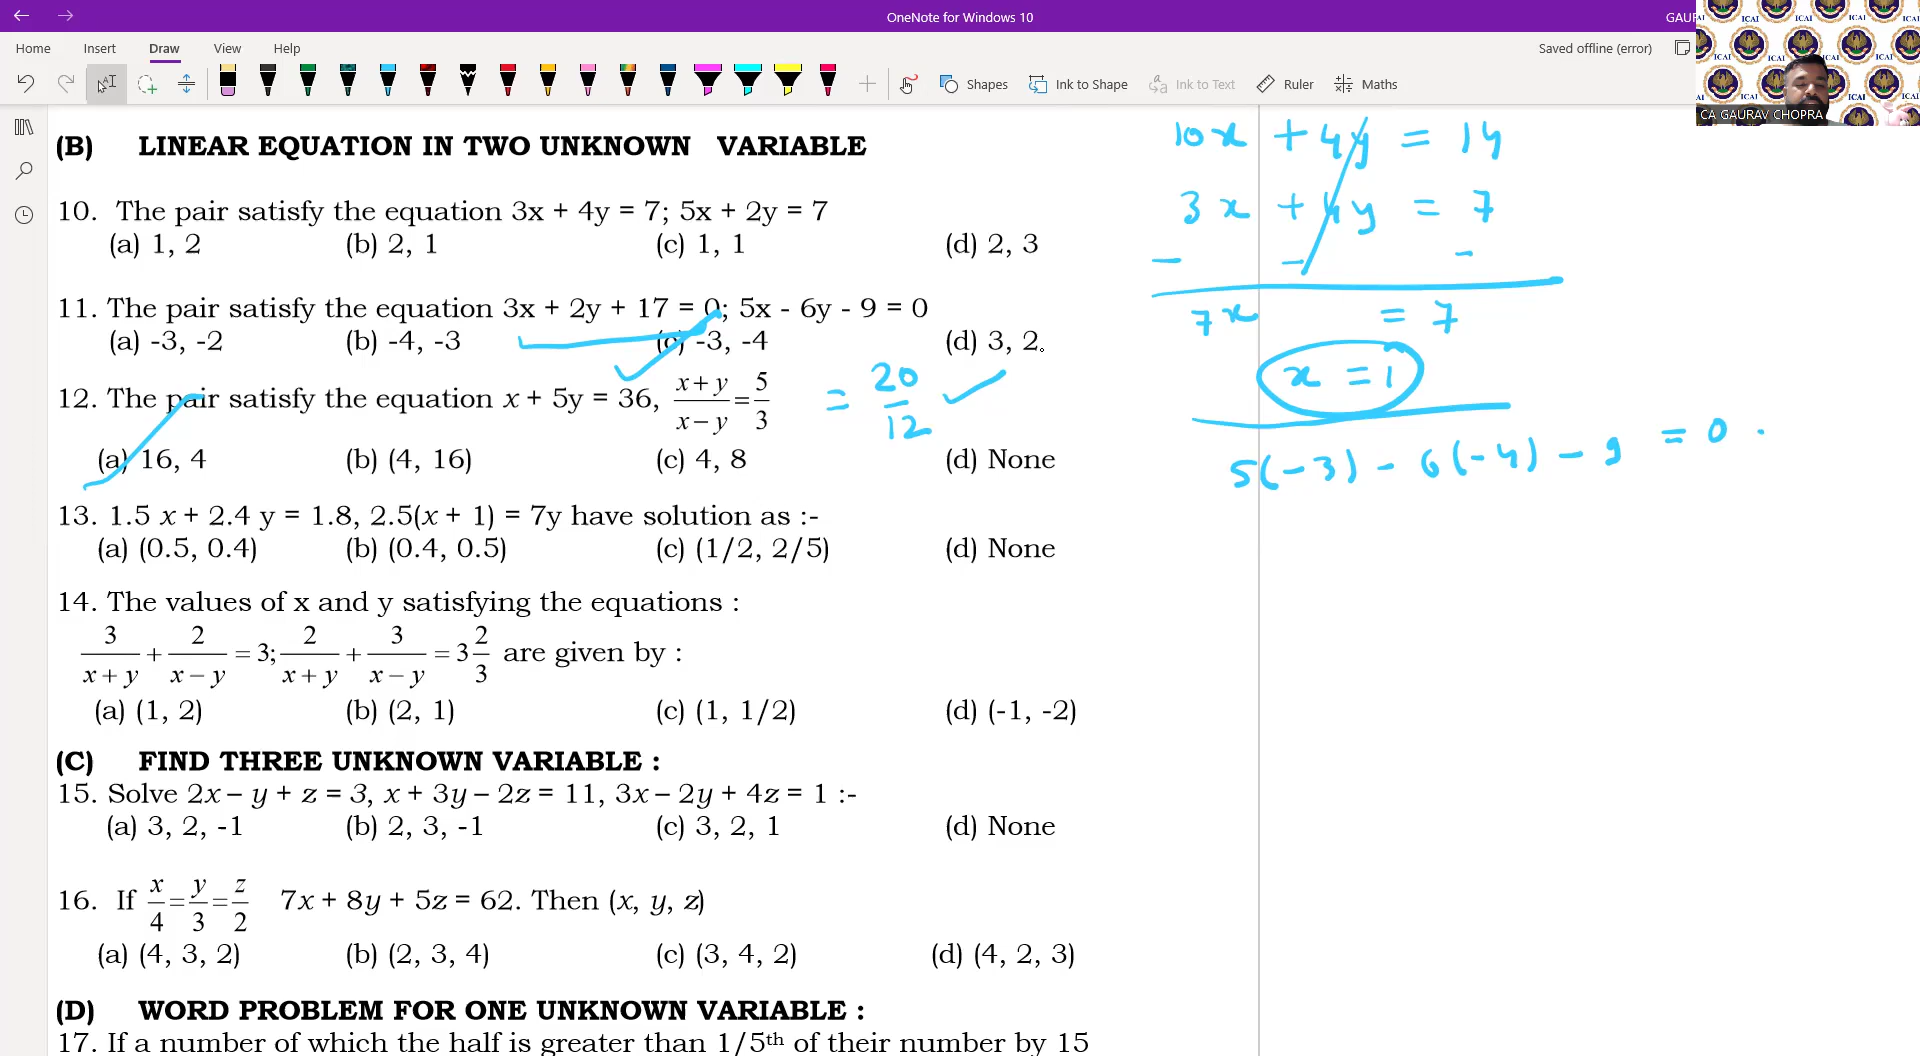 OneNote for Windows 10
GAUR
Home Insert Draw View Help
Saved offline (error)
Shapes Ink to Shape Ink to Text Ruler Maths
ICAI
CA GAURAV CHOPRA
(B) LINEAR EQUATION IN TWO UNKNOWN VARIABLE
10. The pair satisfy the equation 3x + 4y = 7; 5x + 2y = 7
(a) 1, 2 (b) 2, 1 (c) 1, 1 (d) 2, 3
11. The pair satisfy the equation 3x + 2y + 17 = 0; 5x - 6y - 9 = 0
(a) -3, -2 (b) -4, -3 (c) -3, -4 (d) 3, 2
12. The pair satisfy the equation x + 5y = 36, (x + y)/(x − y) = 5/3 = 20/12
(a) 16, 4 (b) (4, 16) (c) 4, 8 (d) None
13. 1.5 x + 2.4 y = 1.8, 2.5(x + 1) = 7y have solution as :-
(a) (0.5, 0.4) (b) (0.4, 0.5) (c) (1/2, 2/5) (d) None
14. The values of x and y satisfying the equations :
3/(x + y) + 2/(x − y) = 3; 2/(x + y) + 3/(x − y) = 3 2/3 are given by :
(a) (1, 2) (b) (2, 1) (c) (1, 1/2) (d) (-1, -2)
(C) FIND THREE UNKNOWN VARIABLE :
15. Solve 2x – y + z = 3, x + 3y – 2z = 11, 3x – 2y + 4z = 1 :-
(a) 3, 2, -1 (b) 2, 3, -1 (c) 3, 2, 1 (d) None
16. If x/4 = y/3 = z/2 7x + 8y + 5z = 62. Then (x, y, z)
(a) (4, 3, 2) (b) (2, 3, 4) (c) (3, 4, 2) (d) (4, 2, 3)
(D) WORD PROBLEM FOR ONE UNKNOWN VARIABLE :
17. If a number of which the half is greater than 1/5th of their number by 15
10x + 4y = 14
3x + 4y = 7
- - -
7x = 7
x = 1
5(-3) - 6(-4) - 9 = 0